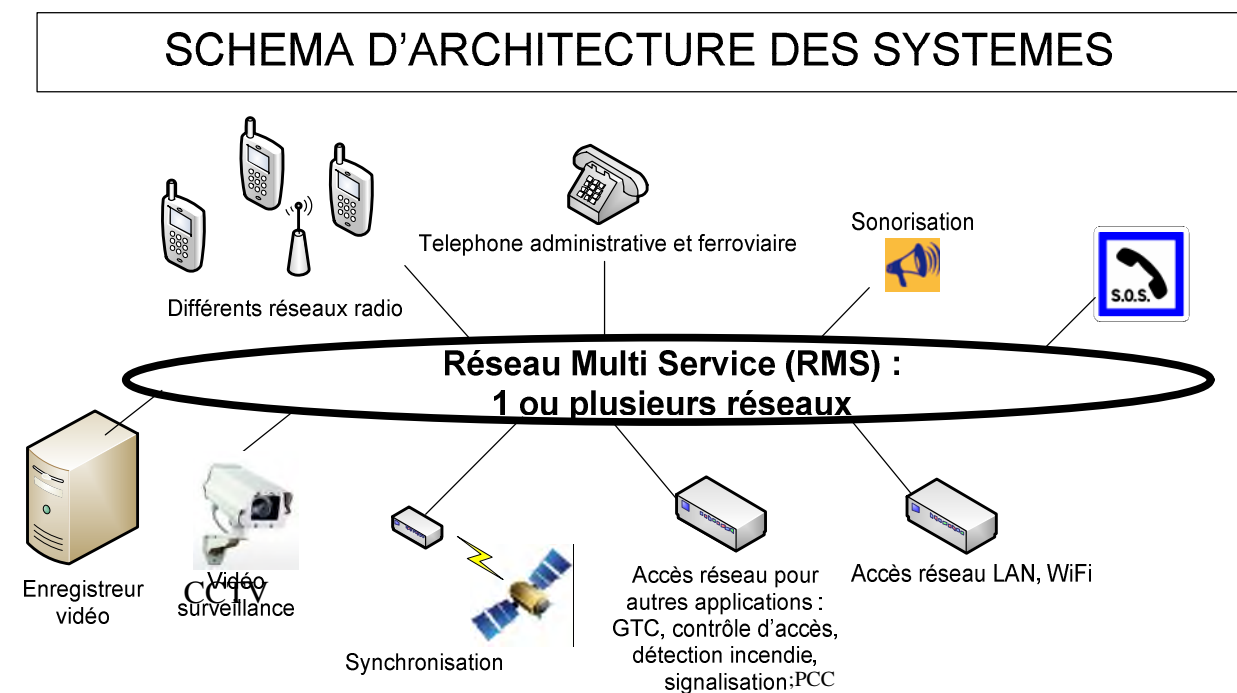 SCHEMA D'ARCHITECTURE DES SYSTEMES
Telephone administrative et ferroviaire
Sonorisation
S.O.S.
Différents réseaux radio
Réseau Multi Service (RMS) :
1 ou plusieurs réseaux
Enregistreur
vidéo
Vidéo
surveillance
CCTV
Synchronisation
Accès réseau pour
autres applications :
GTC, contrôle d'accès,
détection incendie,
signalisation;PCC
Accès réseau LAN, WiFi